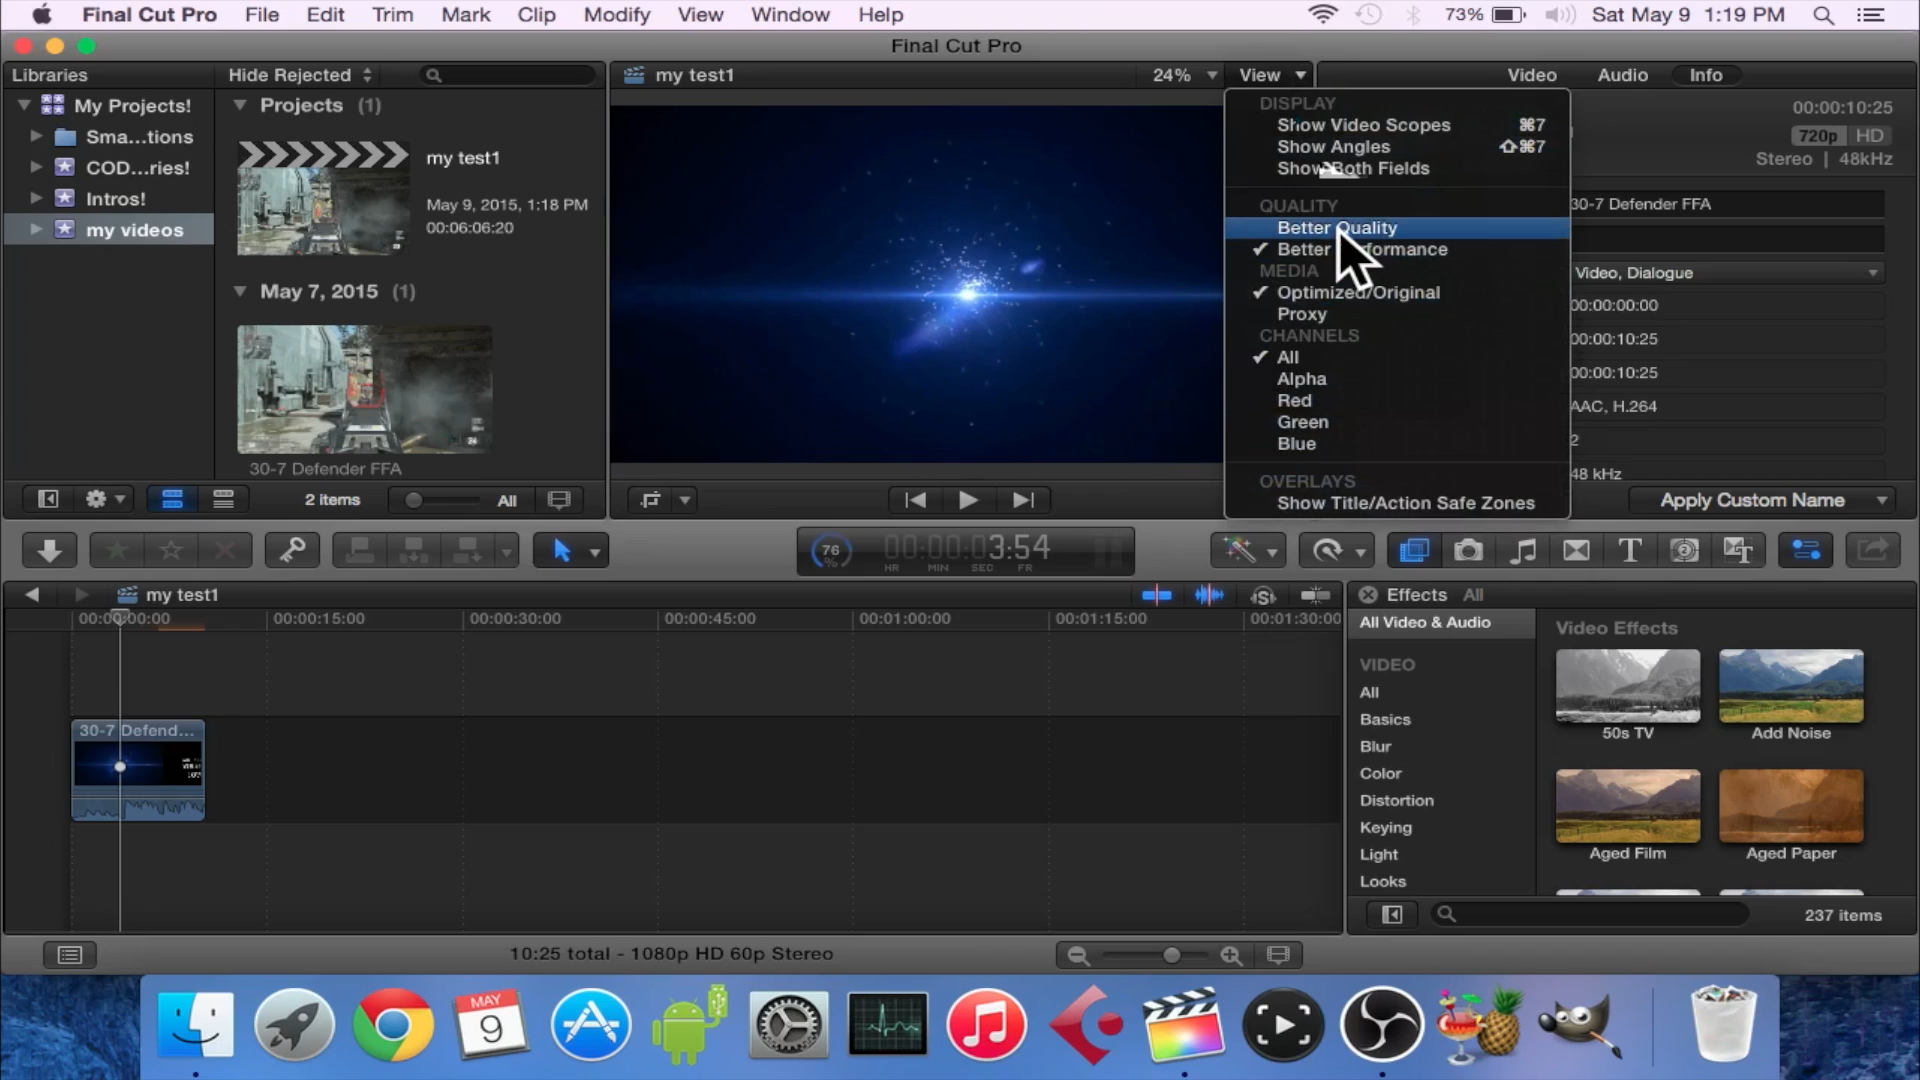 Final Cut Pro File Edit Trim Mark Clip Modify View Window Help 73% Sat May 9 1:19 PM
Final Cut Pro
Libraries
My Projects!
Sma...tions
COD...ries!
Intros!
my videos
Hide Rejected
Projects (1)
my test1
May 9, 2015, 1:18 PM
00:06:06:20
May 7, 2015 (1)
30-7 Defender FFA
2 items All
my test1 24% View
DISPLAY
Show Video Scopes ⌘7
Show Angles ⇧⌘7
Show Both Fields
QUALITY
Better Quality
✓ Better Performance
MEDIA
✓ Optimized/Original
Proxy
CHANNELS
✓ All
Alpha
Red
Green
Blue
OVERLAYS
Show Title/Action Safe Zones
Video Audio Info
00:00:10:25
720p HD
Stereo | 48kHz
30-7 Defender FFA
Video, Dialogue
00:00:00:00
00:00:10:25
00:00:10:25
AAC, H.264
2
48 kHz
Apply Custom Name
76 % 00:00:03:54
HR MIN SEC FR
my test1
00:00:00:00 00:00:15:00 00:00:30:00 00:00:45:00 00:01:00:00 00:01:15:00 00:01:30:00
30-7 Defend...
10:25 total - 1080p HD 60p Stereo
Effects All
All Video & Audio
VIDEO
All
Basics
Blur
Color
Distortion
Keying
Light
Looks
Video Effects
50s TV Add Noise
Aged Film Aged Paper
237 items
MAY
9